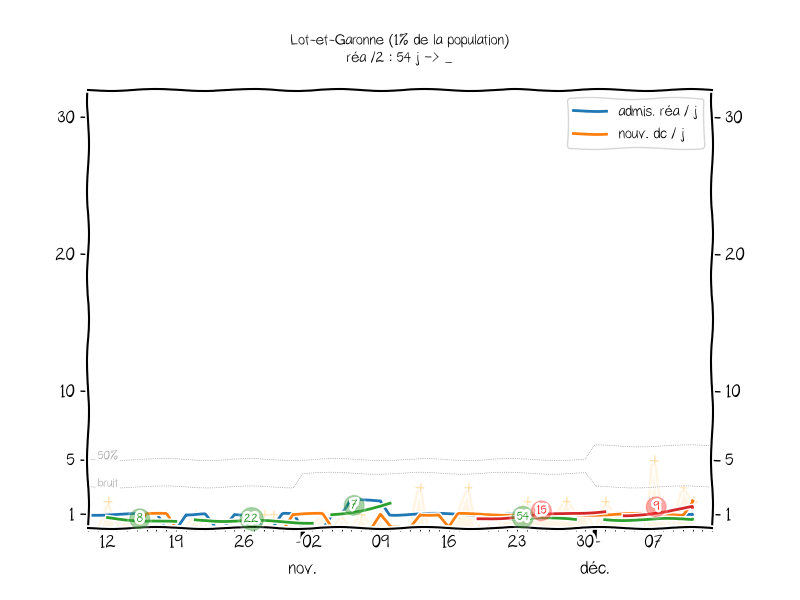 Lot-et-Garonne (1% de la population)
réa /2 : 54 j -> _
admis. réa / j
nouv. dc / j
30
30
20
20
10
10
5
50%
5
bruit
1
1
8
22
7
54
15
9
12 19 26 02 09 16 23 30 07
nov. déc.